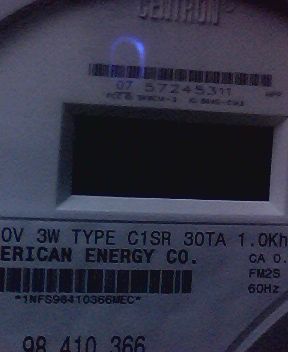 CENTRON
07 57245311
0V 3W TYPE C1SR 30TA 1.0Kh
ERICAN ENERGY CO.
CA 0.
FM2S
60Hz
*1NFS98410366MEC*
98 410 366